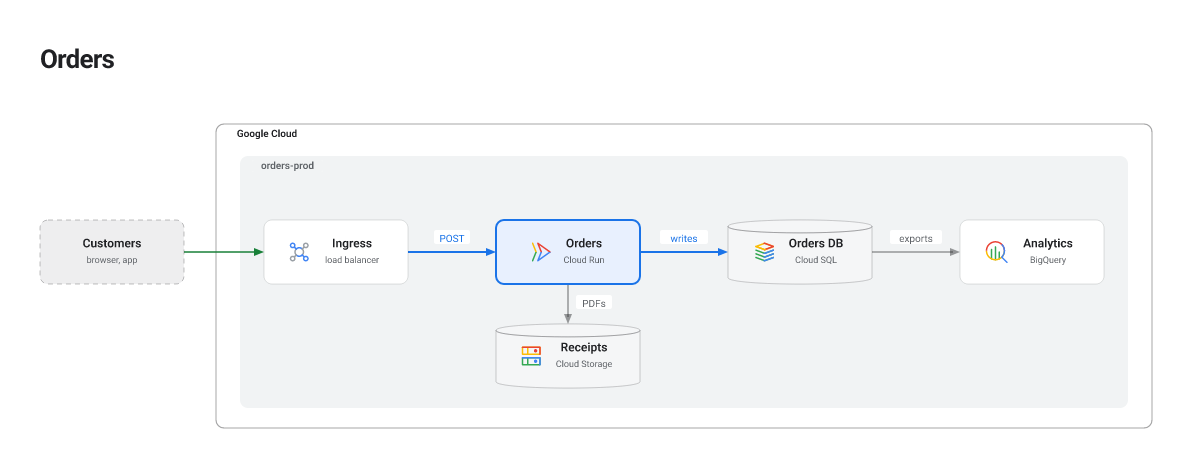 Orders
Google Cloud
orders-prod
Customers
browser, app
Ingress
load balancer
POST
Orders
Cloud Run
writes
Orders DB
Cloud SQL
exports
Analytics
BigQuery
PDFs
Receipts
Cloud Storage